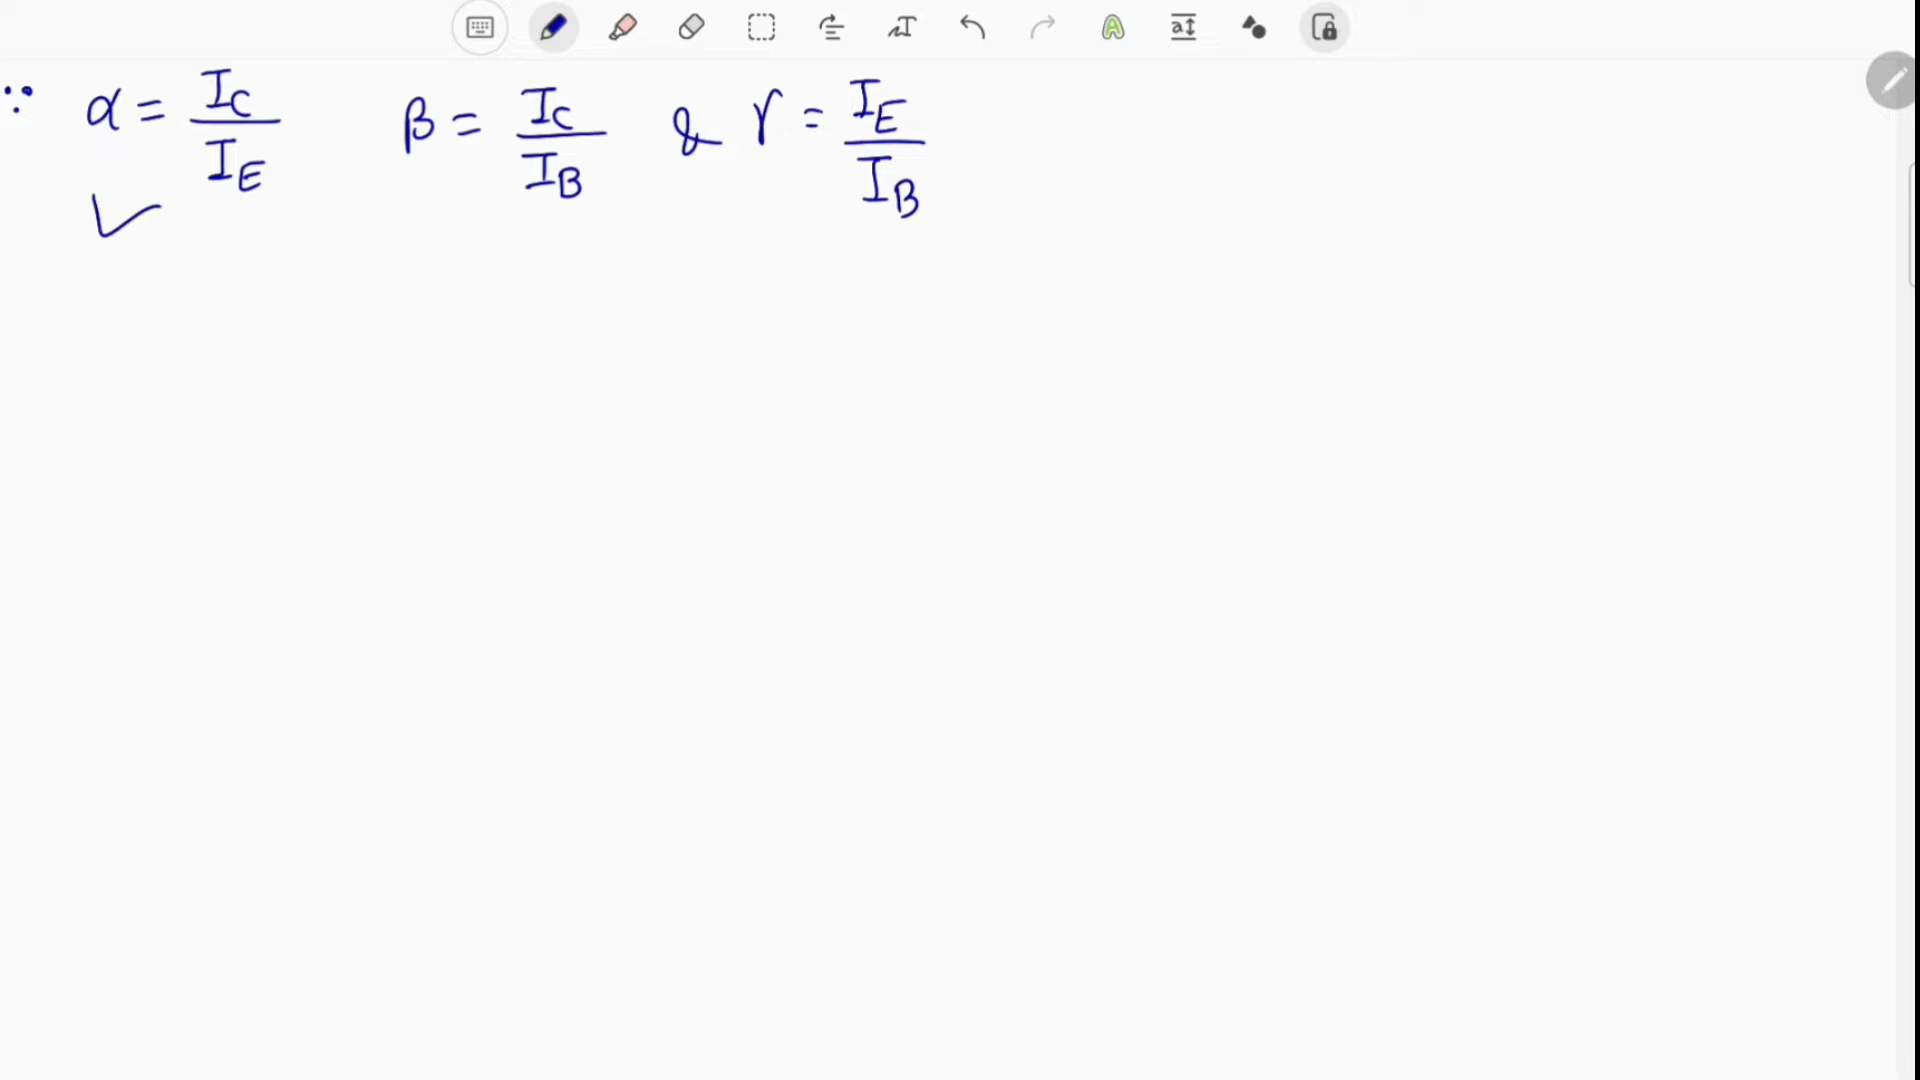 ∵ α = I_C / I_E   β = I_C / I_B & γ = I_E / I_B